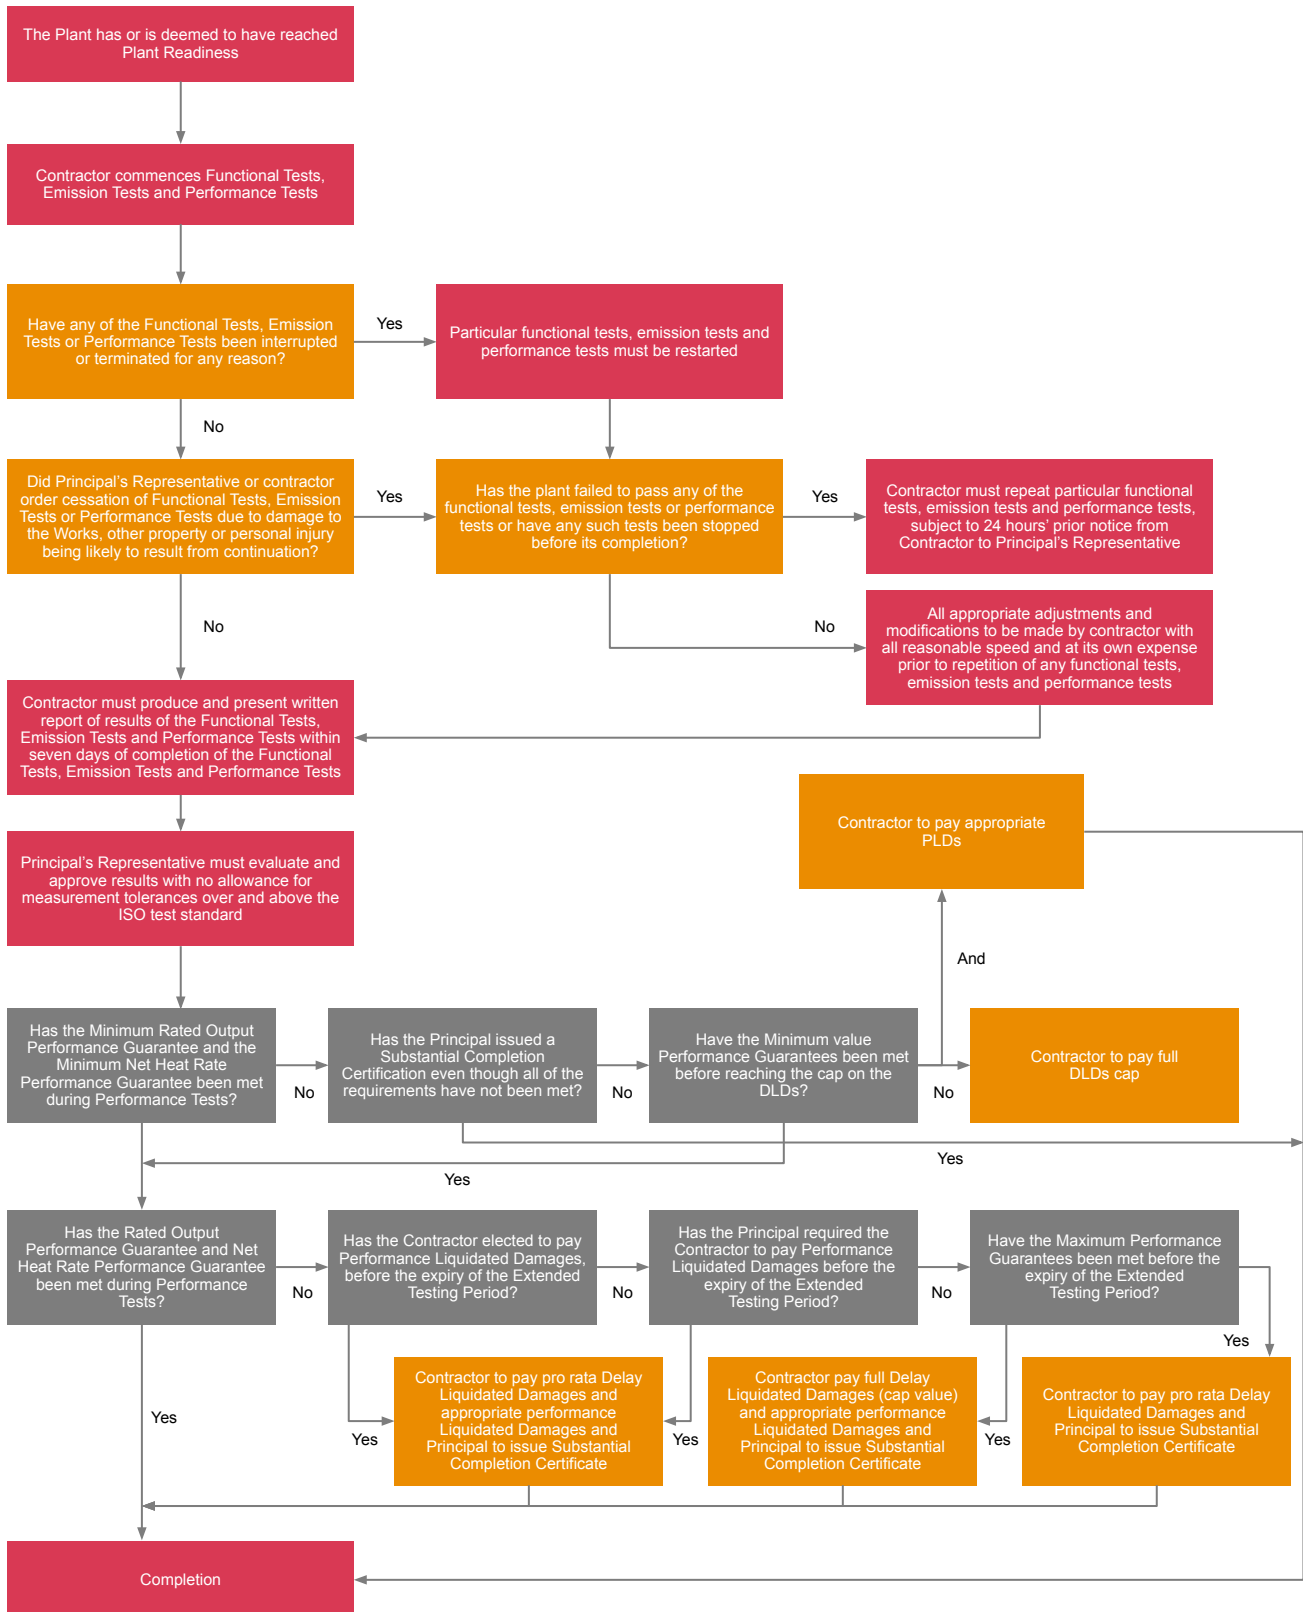 The Plant has or is deemed to have reached
Plant Readiness
Contractor commences Functional Tests,
Emission Tests and Performance Tests
Have any of the Functional Tests, Emission
Tests or Performance Tests been interrupted
or terminated for any reason?
Yes
Particular functional tests, emission tests and
performance tests must be restarted
No
Did Principal’s Representative or contractor
order cessation of Functional Tests, Emission
Tests or Performance Tests due to damage to
the Works, other property or personal injury
being likely to result from continuation?
Yes
Has the plant failed to pass any of the
functional tests, emission tests or performance
tests or have any such tests been stopped
before its completion?
Yes
Contractor must repeat particular functional
tests, emission tests and performance tests,
subject to 24 hours’ prior notice from
Contractor to Principal’s Representative
No
No
All appropriate adjustments and
modifications to be made by contractor with
all reasonable speed and at its own expense
prior to repetition of any functional tests,
emission tests and performance tests
Contractor must produce and present written
report of results of the Functional Tests,
Emission Tests and Performance Tests within
seven days of completion of the Functional
Tests, Emission Tests and Performance Tests
Contractor to pay appropriate
PLDs
Principal’s Representative must evaluate and
approve results with no allowance for
measurement tolerances over and above the
ISO test standard
And
Has the Minimum Rated Output
Performance Guarantee and the
Minimum Net Heat Rate
Performance Guarantee been met
during Performance Tests?
No
Has the Principal issued a
Substantial Completion
Certification even though all of the
requirements have not been met?
No
Have the Minimum value
Performance Guarantees been met
before reaching the cap on the
DLDs?
No
Contractor to pay full
DLDs cap
Yes
Yes
Has the Rated Output
Performance Guarantee and Net
Heat Rate Performance Guarantee
been met during Performance
Tests?
No
Has the Contractor elected to pay
Performance Liquidated Damages,
before the expiry of the Extended
Testing Period?
No
Has the Principal required the
Contractor to pay Performance
Liquidated Damages before the
expiry of the Extended
Testing Period?
No
Have the Maximum Performance
Guarantees been met before the
expiry of the Extended
Testing Period?
Yes
Yes
Yes
Contractor to pay pro rata Delay
Liquidated Damages and
appropriate performance
Liquidated Damages and
Principal to issue Substantial
Completion Certificate
Yes
Contractor pay full Delay
Liquidated Damages (cap value)
and appropriate performance
Liquidated Damages and
Principal to issue Substantial
Completion Certificate
Yes
Contractor to pay pro rata Delay
Liquidated Damages and
Principal to issue Substantial
Completion Certificate
Completion